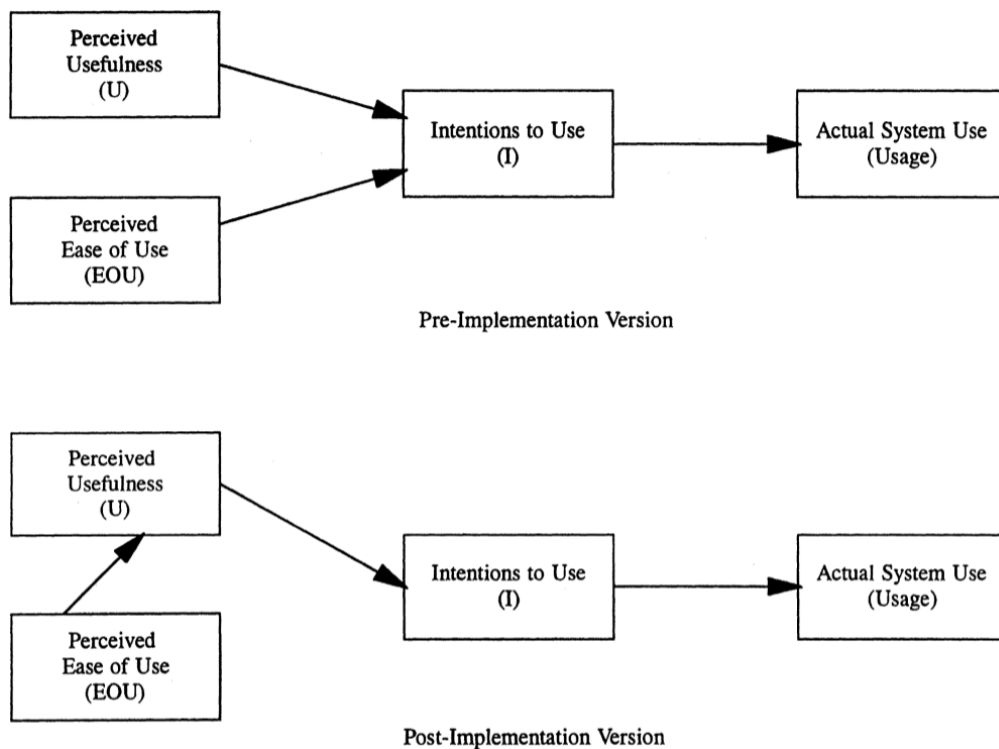 Perceived
Usefulness
(U)
Intentions to Use
(I)
Actual System Use
(Usage)
Perceived
Ease of Use
(EOU)
Pre-Implementation Version
Perceived
Usefulness
(U)
Intentions to Use
(I)
Actual System Use
(Usage)
Perceived
Ease of Use
(EOU)
Post-Implementation Version